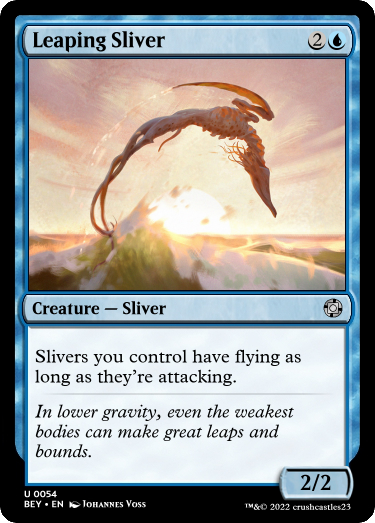 Leaping Sliver 2
Creature — Sliver
Slivers you control have flying as
long as they're attacking.
In lower gravity, even the weakest
bodies can make great leaps and
bounds.
2/2
U 0054
BEY • EN Johannes Voss
™&© 2022 crushcastles23